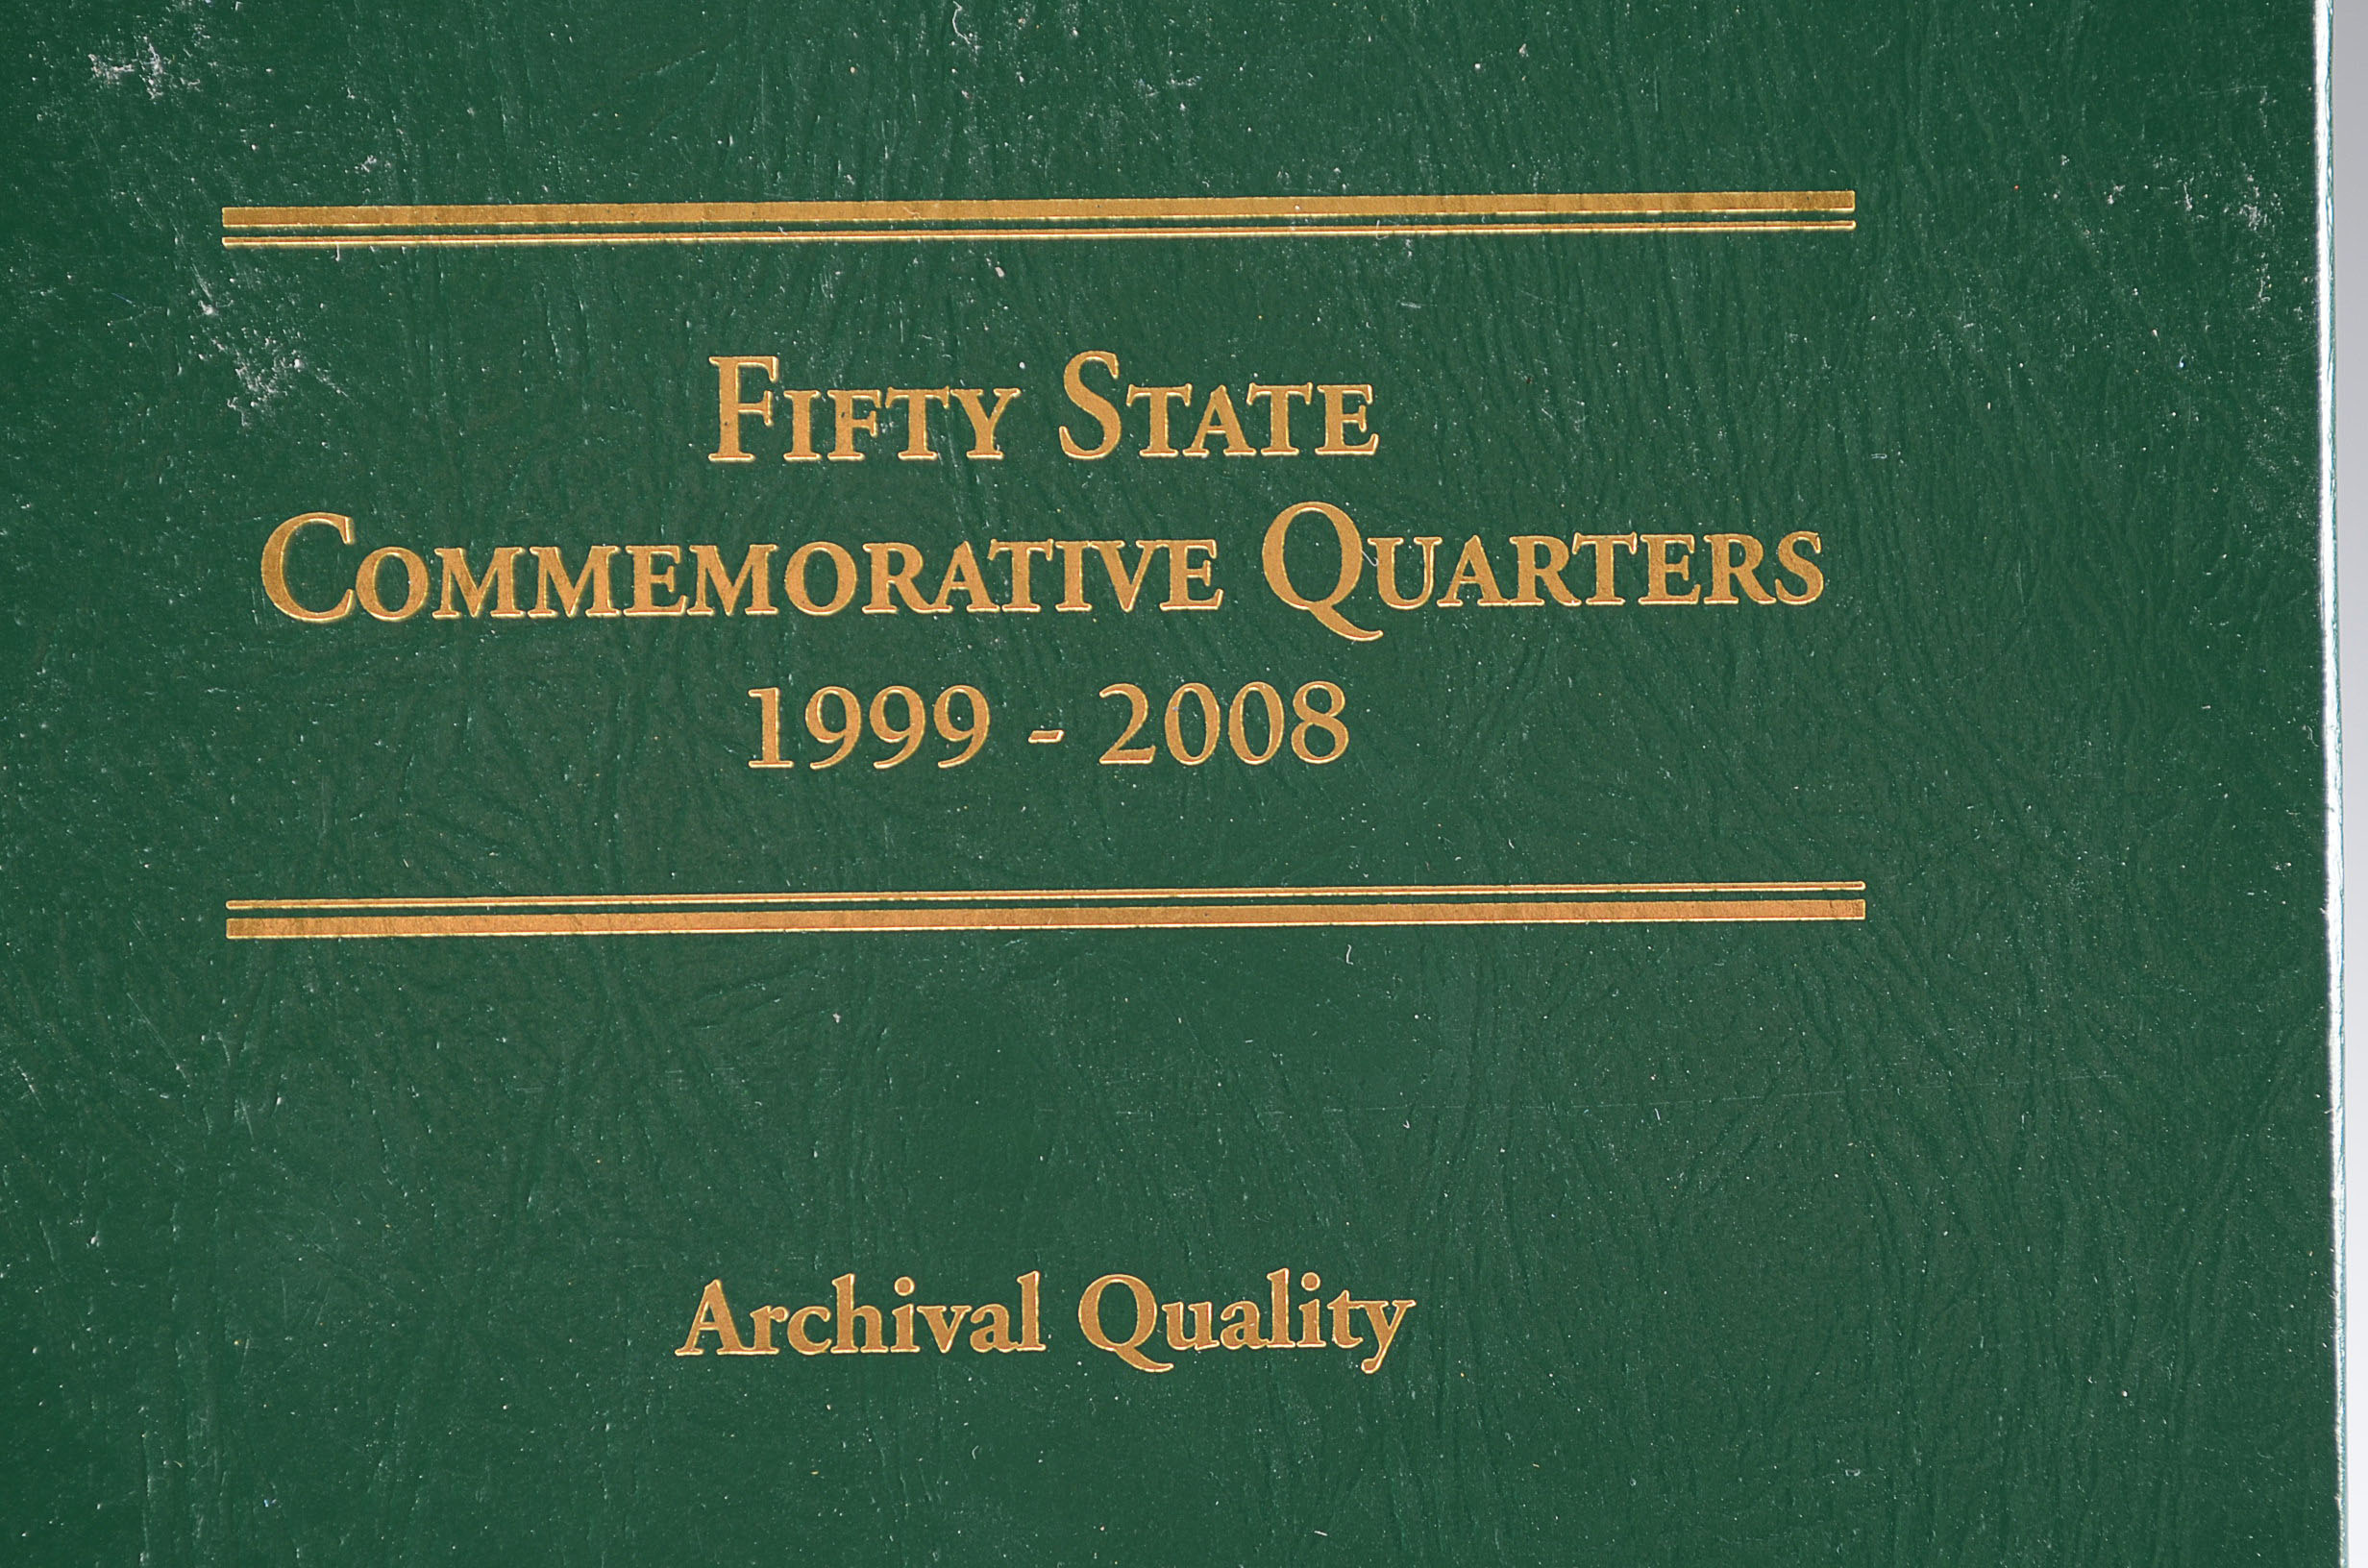 Fifty State
Commemorative Quarters
1999 - 2008
Archival Quality